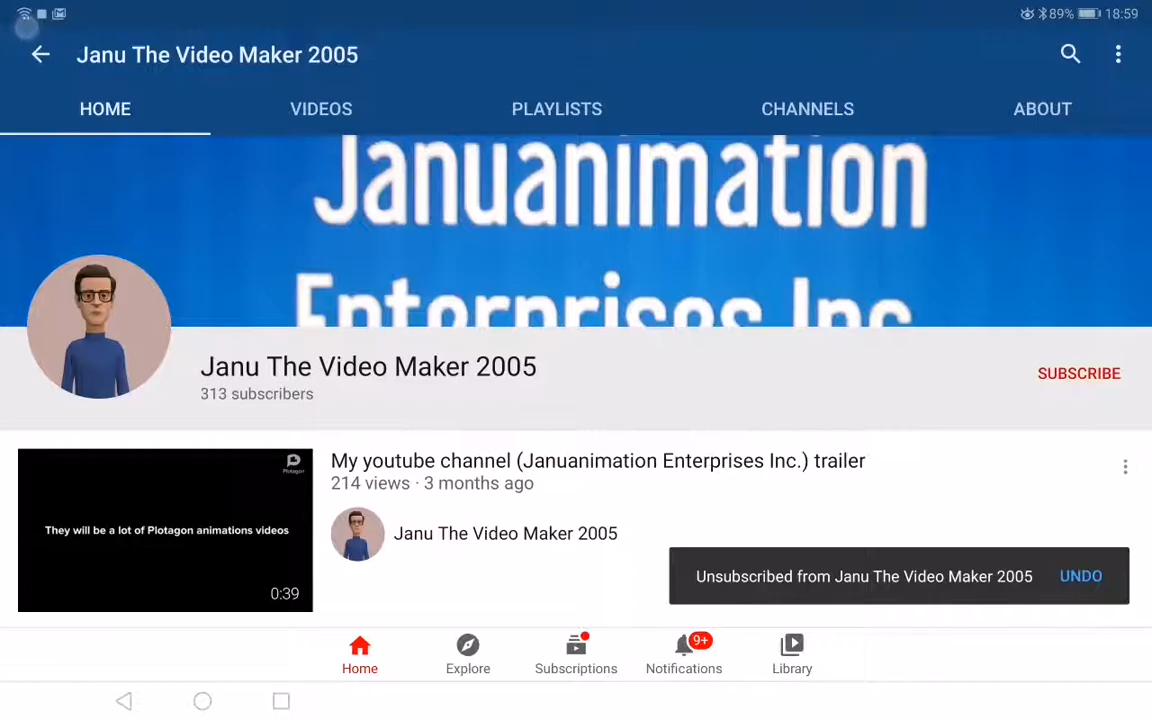 89% 18:59
Janu The Video Maker 2005
HOME VIDEOS PLAYLISTS CHANNELS ABOUT
Januanimation
Enterprises Inc
Janu The Video Maker 2005
313 subscribers
SUBSCRIBE
My youtube channel (Januanimation Enterprises Inc.) trailer
214 views · 3 months ago
Plotagon
They will be a lot of Plotagon animations videos
0:39
Janu The Video Maker 2005
Unsubscribed from Janu The Video Maker 2005 UNDO
9+
Home Explore Subscriptions Notifications Library